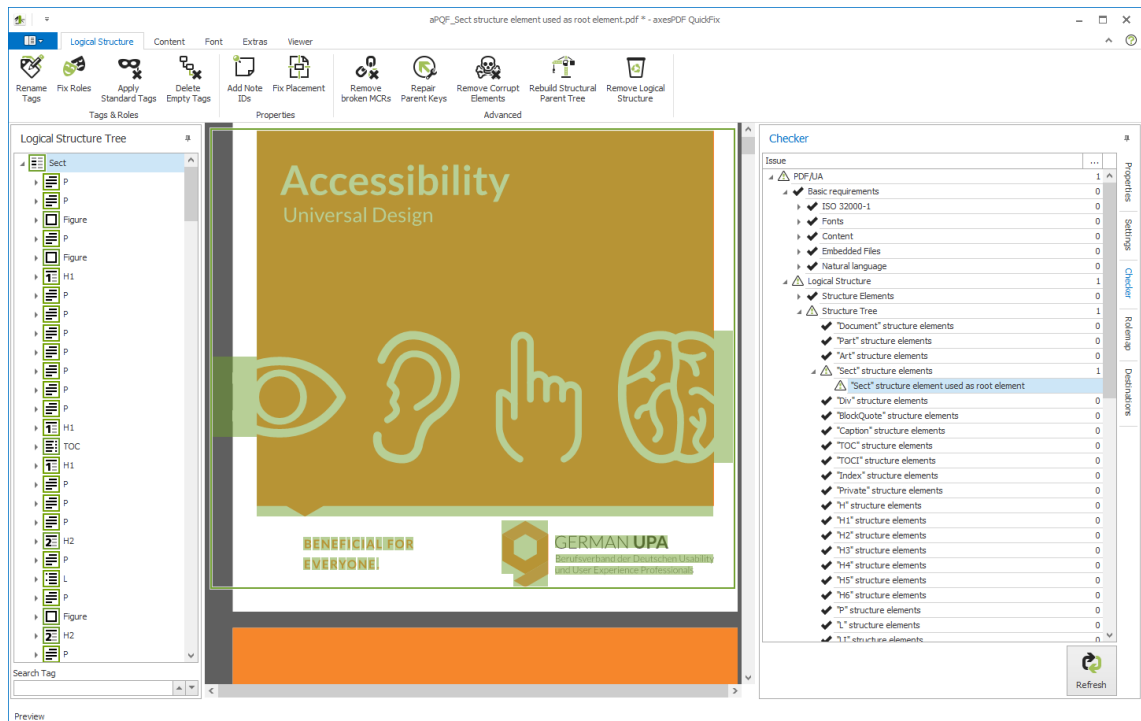 aPQF_Sect structure element used as root element.pdf * - axesPDF QuickFix
Logical Structure
Content
Font
Extras
Viewer
Rename Tags
Fix Roles
Apply Standard Tags
Delete Empty Tags
Add Note IDs
Fix Placement
Remove broken MCRs
Repair Parent Keys
Remove Corrupt Elements
Rebuild Structural Parent Tree
Remove Logical Structure
Tags & Roles
Properties
Advanced
Logical Structure Tree
Sect
P
P
Figure
P
Figure
H1
P
P
P
P
P
P
P
H1
TOC
H1
P
P
P
H2
P
L
P
Figure
H2
P
Search Tag
Preview
Accessibility
Universal Design
BENEFICIAL FOR
EVERYONE.
GERMAN UPA
Berufsverband der Deutschen Usability
und User Experience Professionals
Checker
Issue ...
PDF/UA 1
Basic requirements 0
ISO 32000-1 0
Fonts 0
Content 0
Embedded Files 0
Natural language 0
Logical Structure 1
Structure Elements 0
Structure Tree 1
"Document" structure elements 0
"Part" structure elements 0
"Art" structure elements 0
"Sect" structure elements 1
"Sect" structure element used as root element
"Div" structure elements 0
"BlockQuote" structure elements 0
"Caption" structure elements 0
"TOC" structure elements 0
"TOCI" structure elements 0
"Index" structure elements 0
"Private" structure elements 0
"H" structure elements 0
"H1" structure elements 0
"H2" structure elements 0
"H3" structure elements 0
"H4" structure elements 0
"H5" structure elements 0
"H6" structure elements 0
"P" structure elements 0
"L" structure elements 0
"LI" structure elements 0
Refresh
Properties
Settings
Checker
Rolemap
Destinations